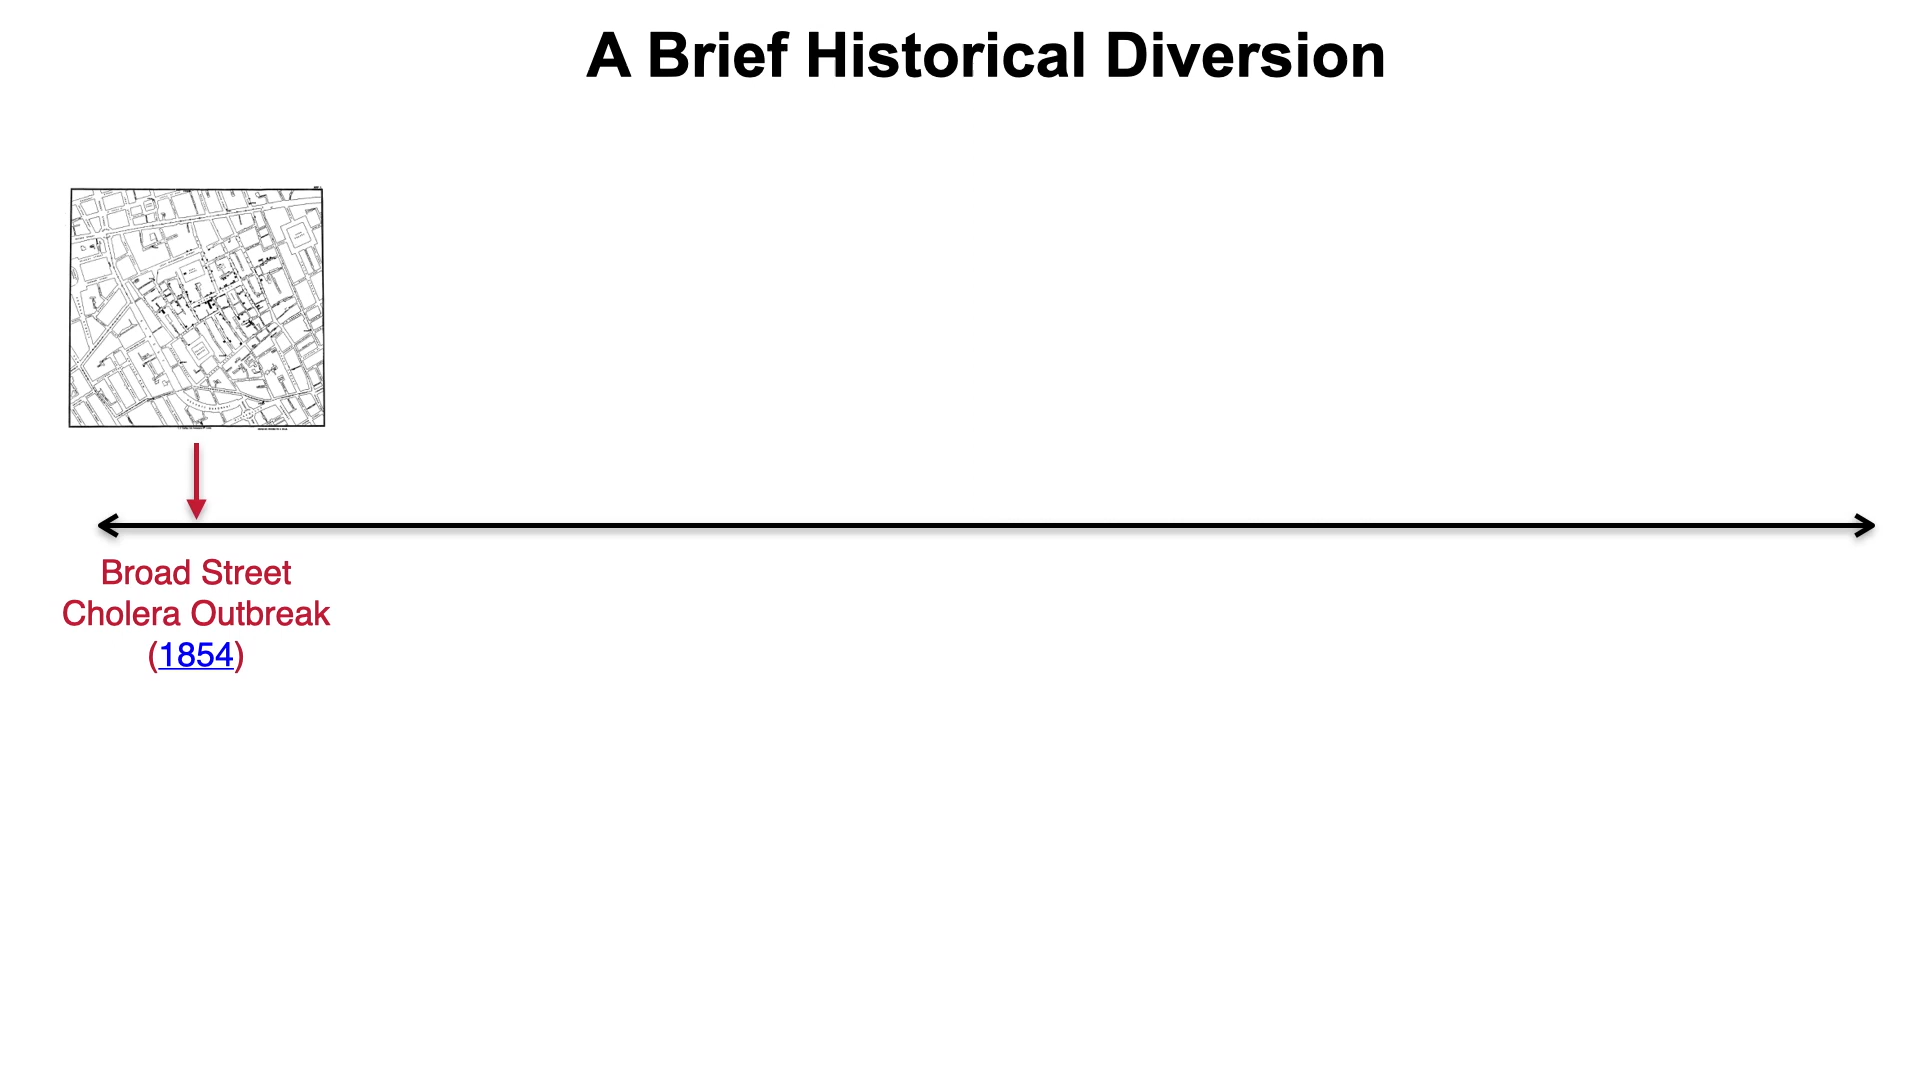 A Brief Historical Diversion
Broad Street
Cholera Outbreak
(1854)